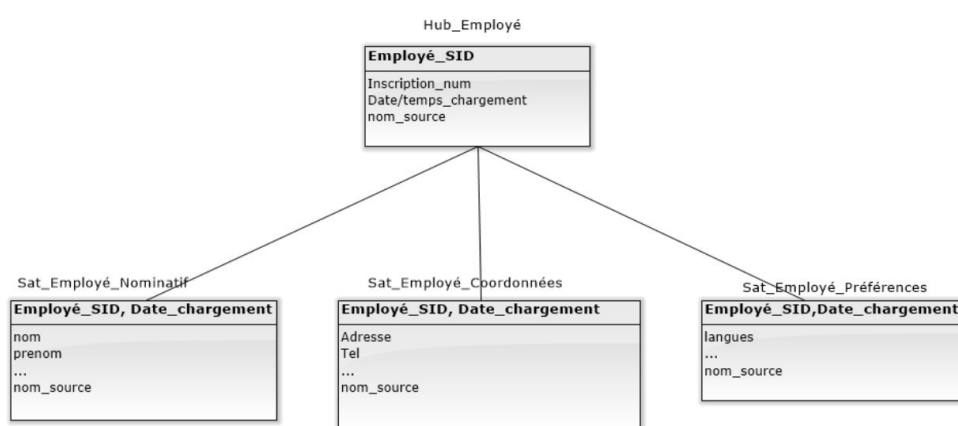 Hub_Employé
Employé_SID
Inscription_num
Date/temps_chargement
nom_source
Sat_Employé_Nominatif
Employé_SID, Date_chargement
nom
prenom
...
nom_source
Sat_Employé_Coordonnées
Employé_SID, Date_chargement
Adresse
Tel
...
nom_source
Sat_Employé_Préférences
Employé_SID,Date_chargement
langues
...
nom_source